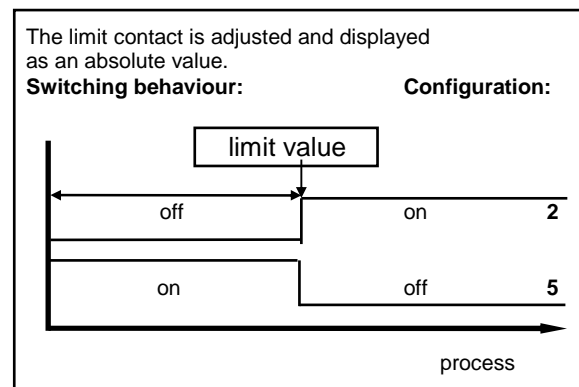 The limit contact is adjusted and displayed
as an absolute value.
Switching behaviour: Configuration:
limit value
off on 2
on off 5
process